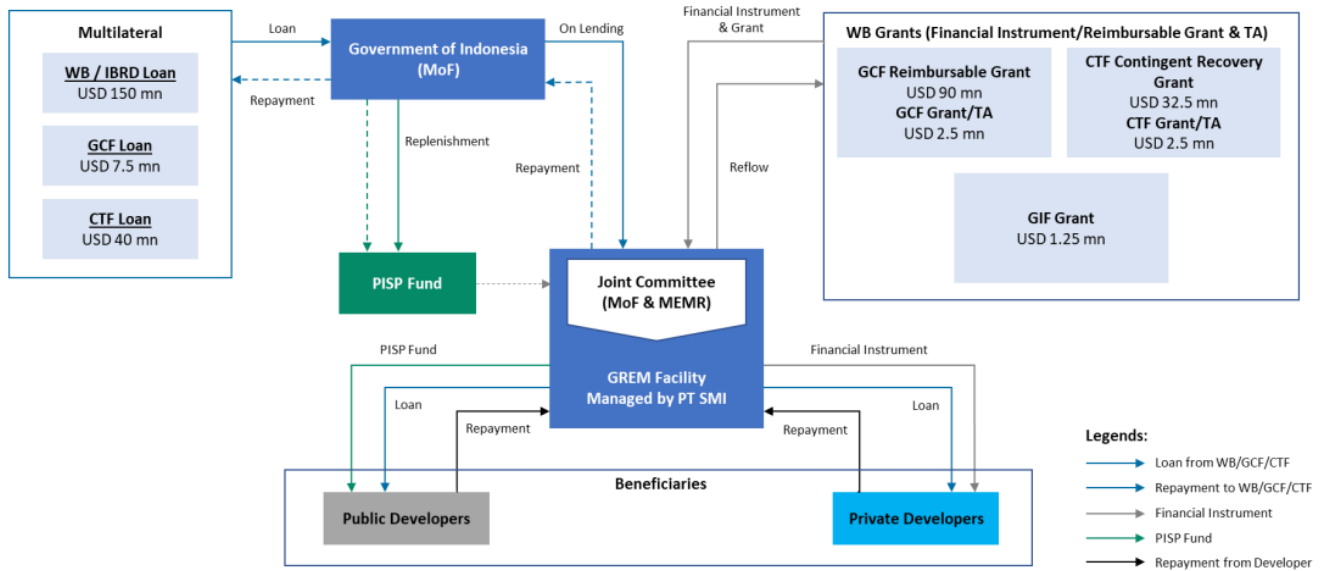 Multilateral
WB / IBRD Loan
USD 150 mn
GCF Loan
USD 7.5 mn
CTF Loan
USD 40 mn
Loan
Repayment
Government of Indonesia
(MoF)
On Lending
Replenishment
Repayment
Financial Instrument
& Grant
Reflow
WB Grants (Financial Instrument/Reimbursable Grant & TA)
GCF Reimbursable Grant
USD 90 mn
GCF Grant/TA
USD 2.5 mn
CTF Contingent Recovery
Grant
USD 32.5 mn
CTF Grant/TA
USD 2.5 mn
GIF Grant
USD 1.25 mn
PISP Fund
Joint Committee
(MoF & MEMR)
GREM Facility
Managed by PT SMI
PISP Fund
Loan
Repayment
Financial Instrument
Loan
Repayment
Beneficiaries
Public Developers
Private Developers
Legends:
Loan from WB/GCF/CTF
Repayment to WB/GCF/CTF
Financial Instrument
PISP Fund
Repayment from Developer